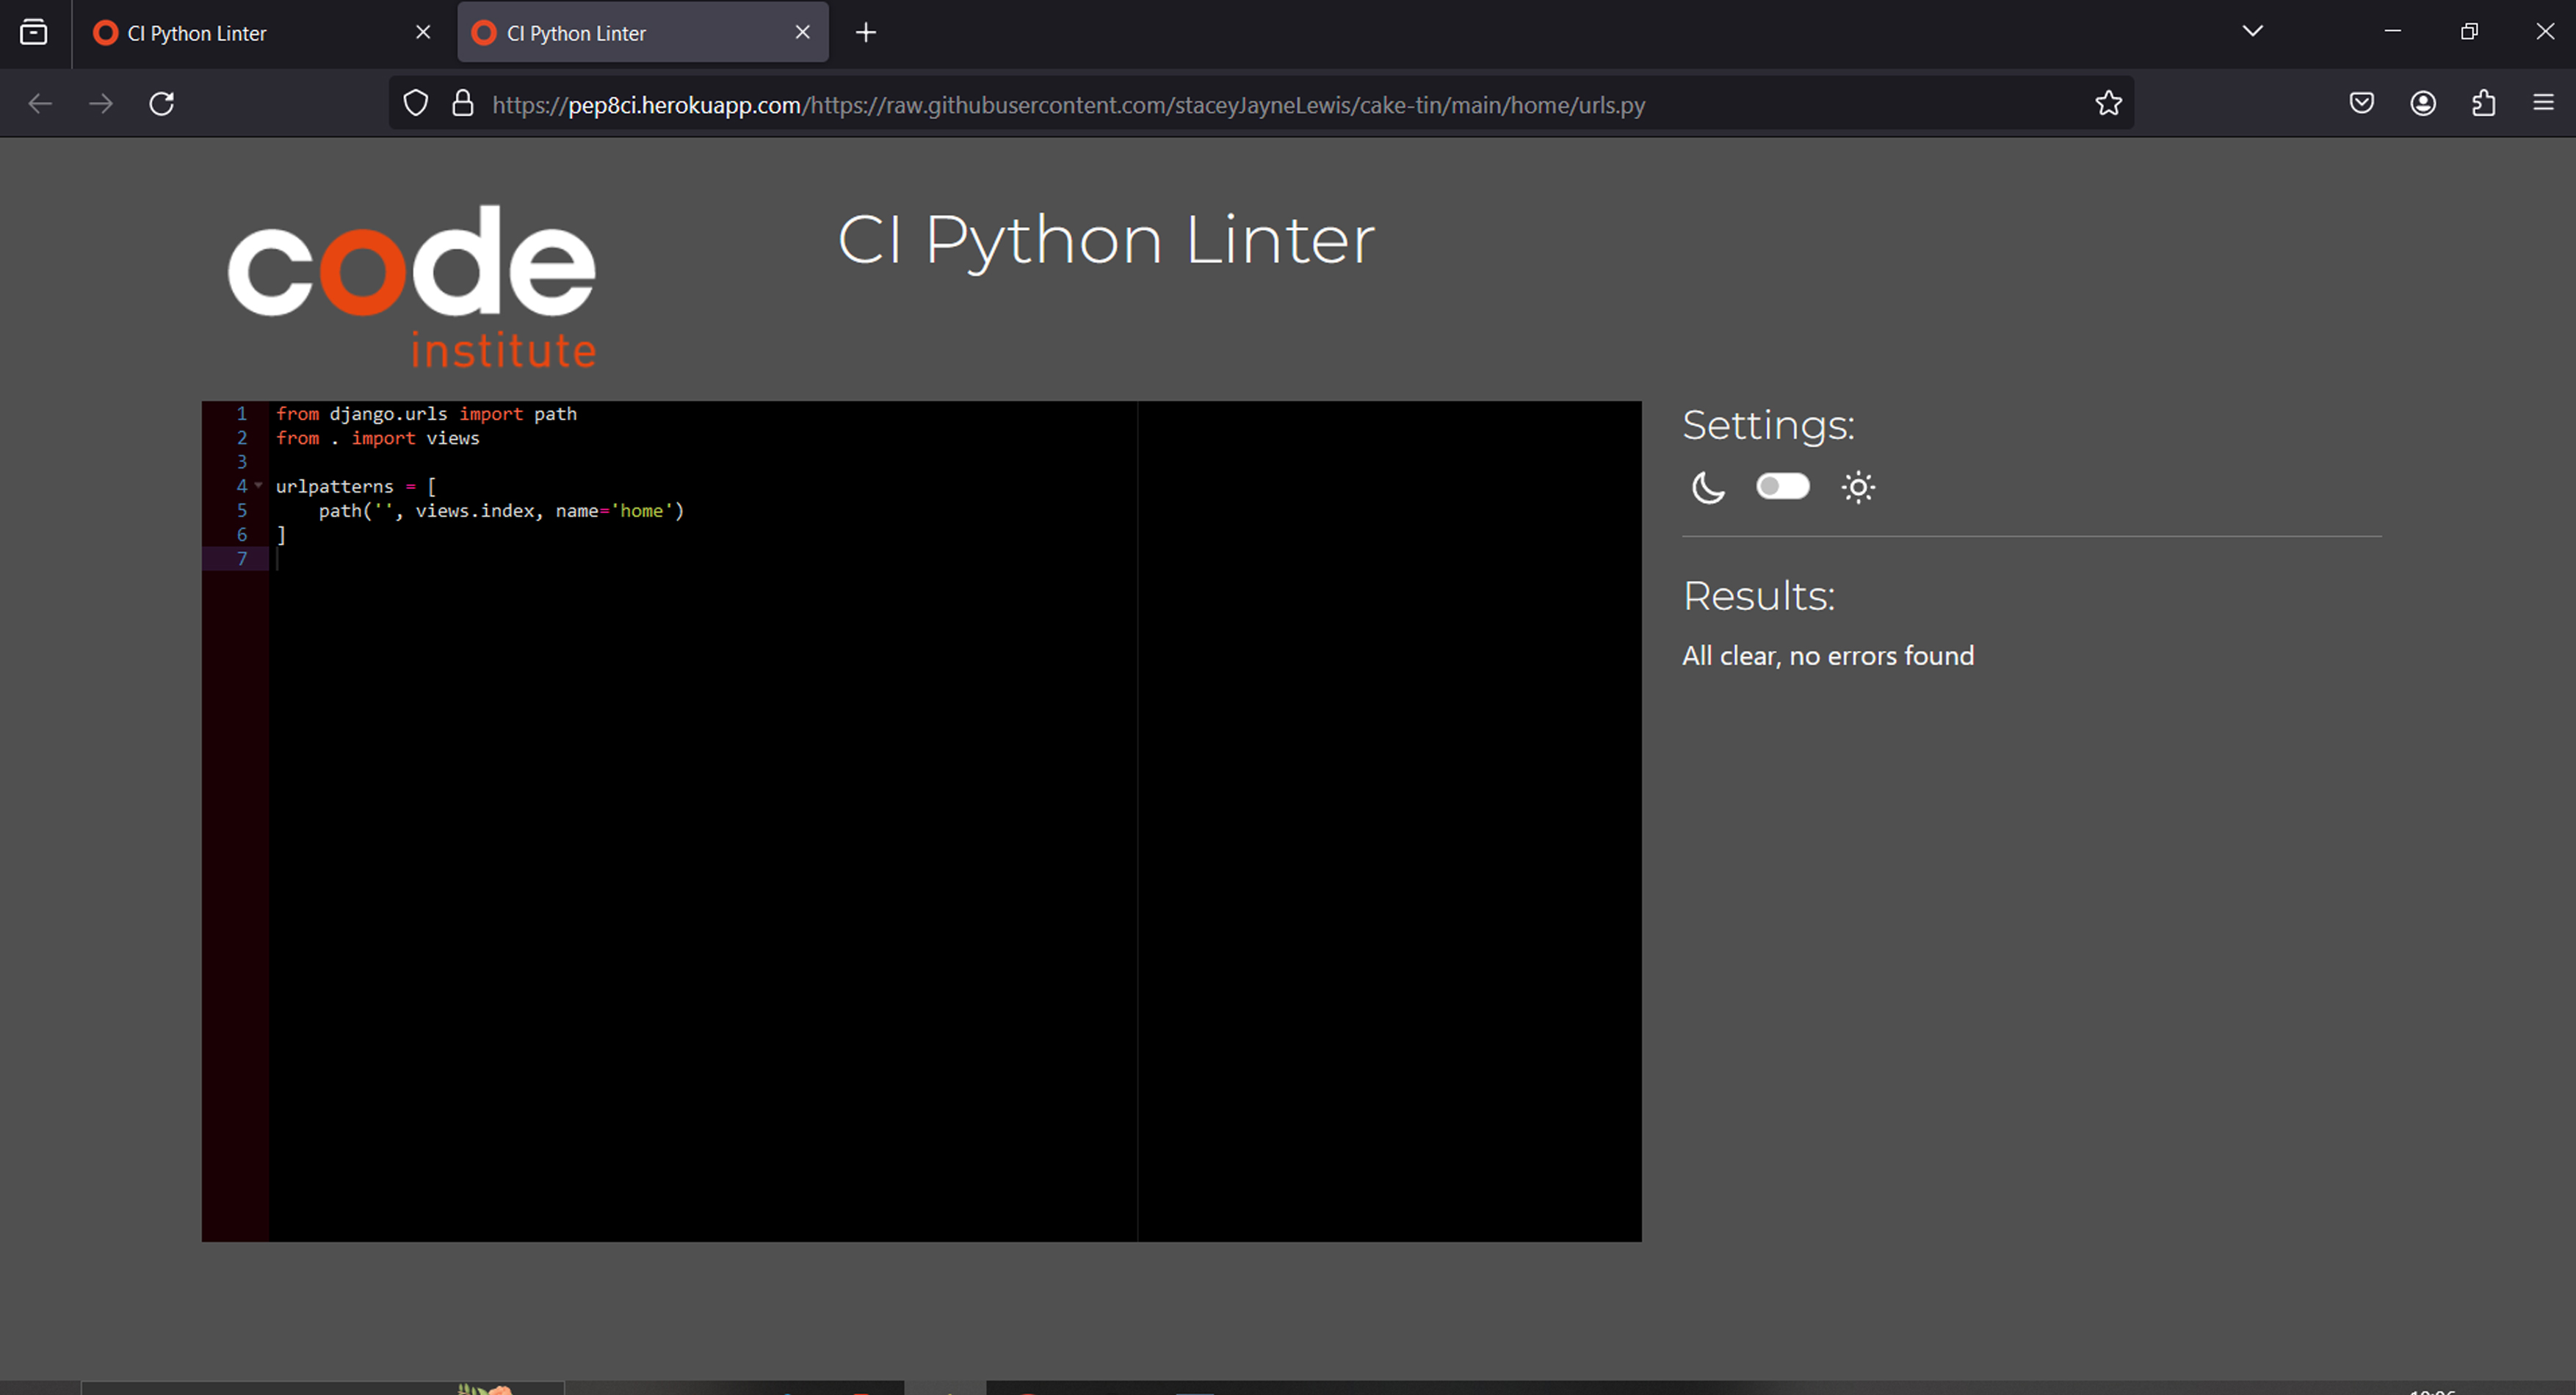 CI Python Linter
CI Python Linter
https://pep8ci.herokuapp.com/https://raw.githubusercontent.com/staceyJayneLewis/cake-tin/main/home/urls.py
code
institute
CI Python Linter
1 from django.urls import path
2 from . import views
3
4 urlpatterns = [
5     path('', views.index, name='home')
6 ]
7
Settings:
Results:
All clear, no errors found